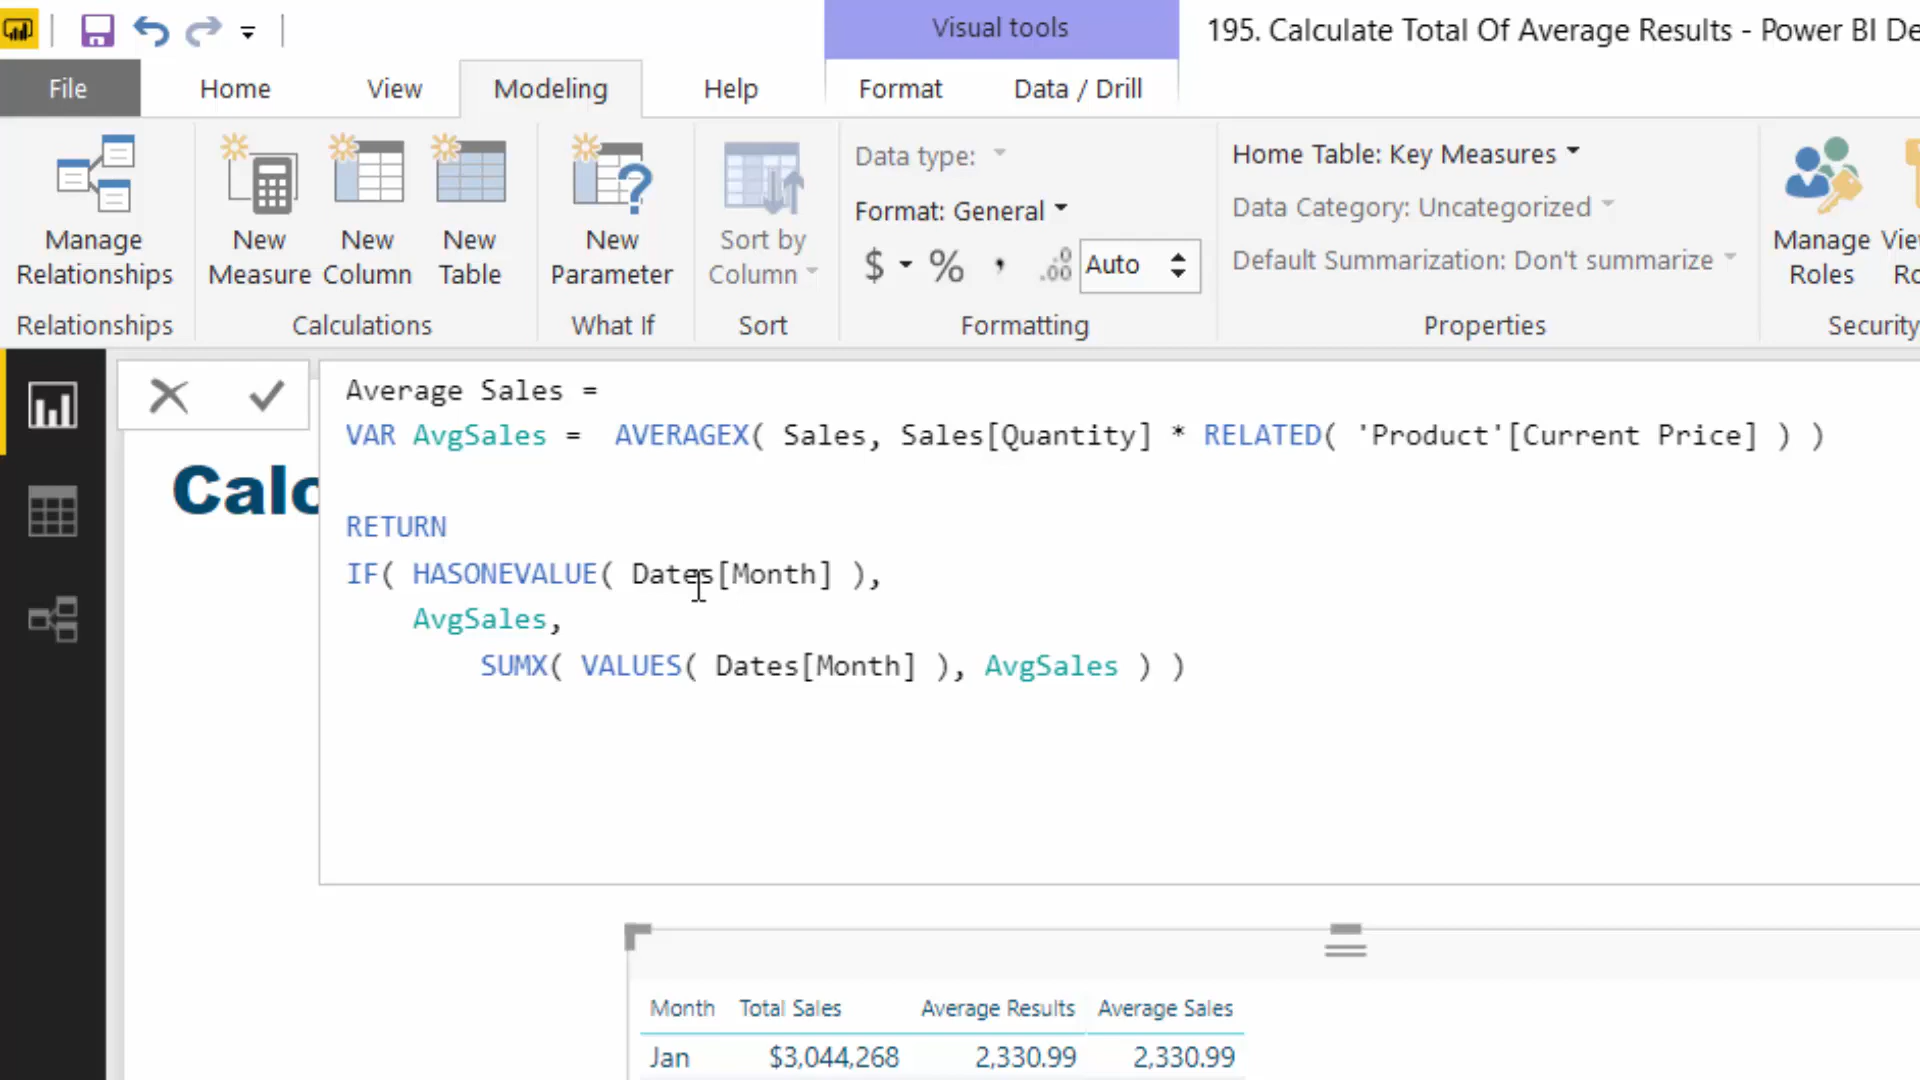 Visual tools
195. Calculate Total Of Average Results - Power BI De
File Home View Modeling Help Format Data / Drill
Manage Relationships
New Measure
New Column
New Table
New Parameter
Sort by Column
Data type:
Format: General
$ % , .00 Auto
Home Table: Key Measures
Data Category: Uncategorized
Default Summarization: Don't summarize
Manage Roles
View
Ro
Relationships Calculations What If Sort Formatting Properties Security
Average Sales =
VAR AvgSales = AVERAGEX( Sales, Sales[Quantity] * RELATED( 'Product'[Current Price] ) )
RETURN
IF( HASONEVALUE( Dates[Month] ),
AvgSales,
SUMX( VALUES( Dates[Month] ), AvgSales ) )
Calc
Month Total Sales Average Results Average Sales
Jan $3,044,268 2,330.99 2,330.99